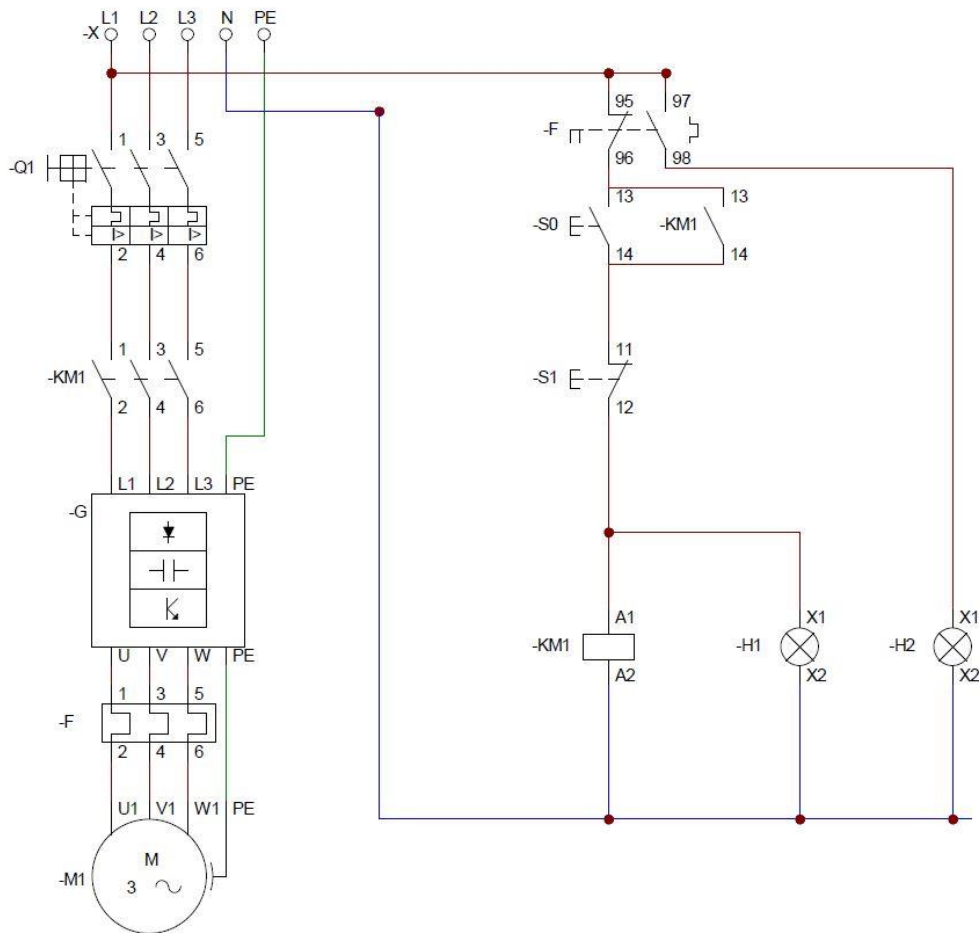 L1 L2 L3 N PE
-X
95 97
-F
96 98
1 3 5
-Q1
I> I> I>
2 4 6
13 13
-S0 -KM1
14 14
1 3 5
-KM1
2 4 6
11
-S1
12
L1 L2 L3 PE
-G
U V W PE
A1 X1 X1
-KM1 -H1 -H2
A2 X2 X2
1 3 5
-F
2 4 6
U1 V1 W1 PE
M
-M1 3